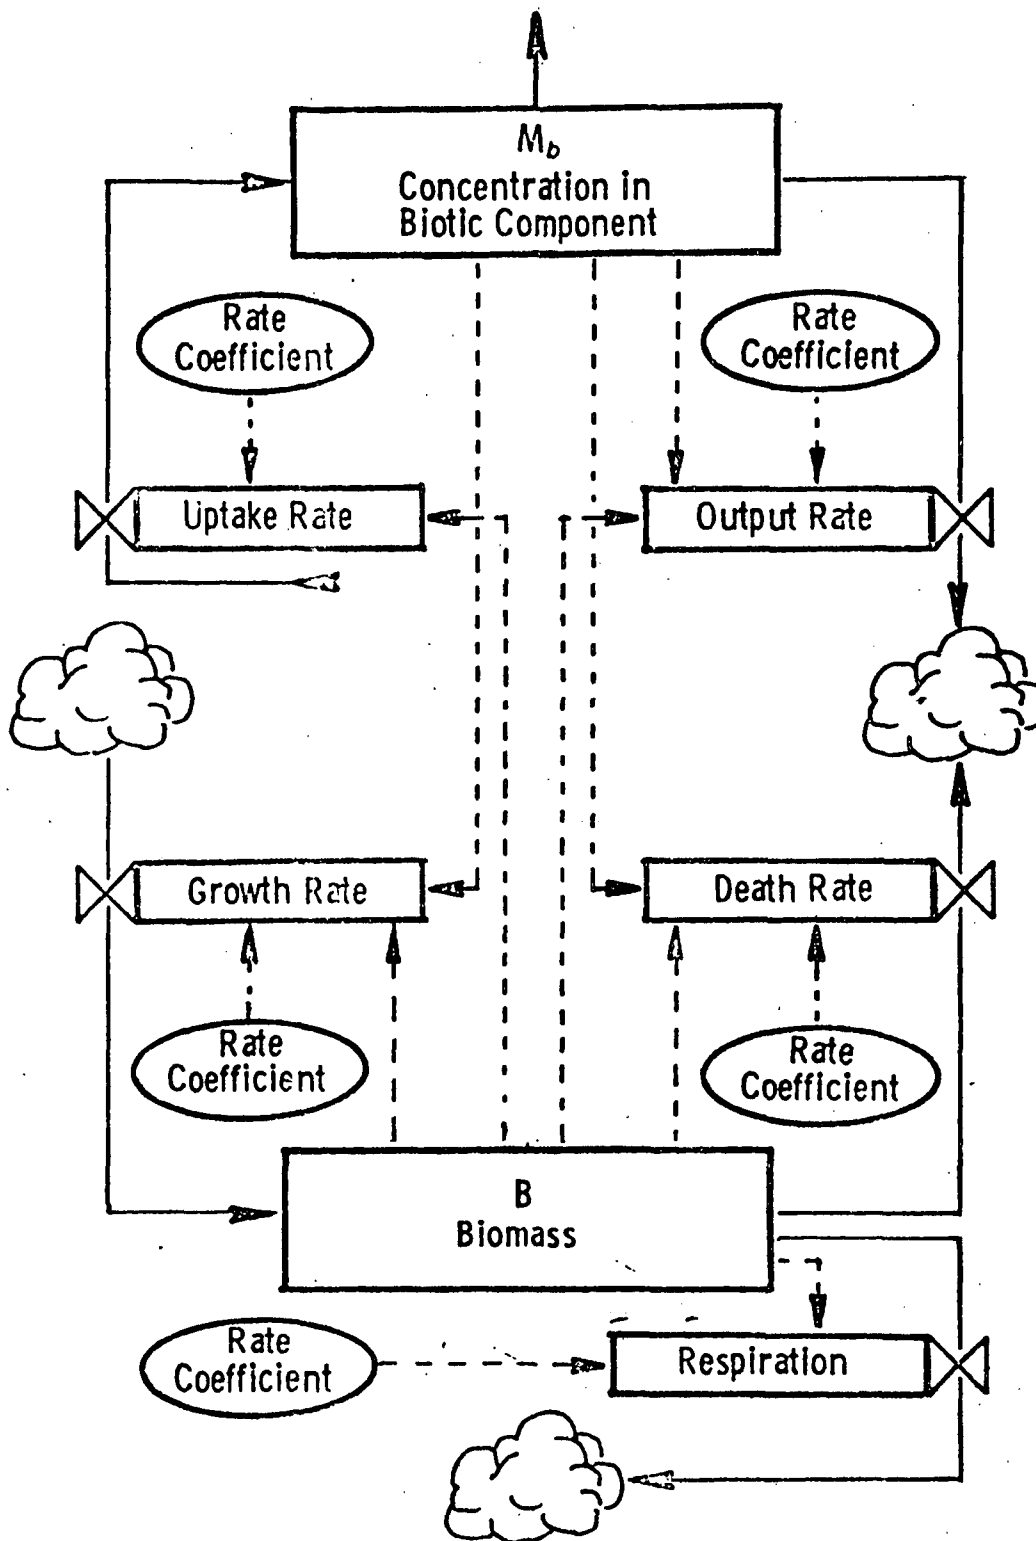 M_b
Concentration in
Biotic Component
Rate
Coefficient
Rate
Coefficient
Uptake Rate
Output Rate
Growth Rate
Death Rate
Rate
Coefficient
Rate
Coefficient
B
Biomass
Rate
Coefficient
Respiration